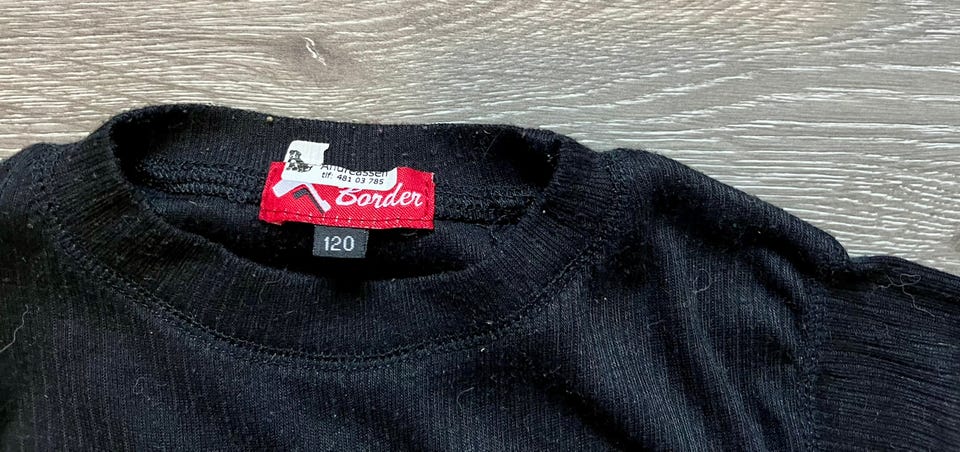 Andreassen
tlf: 481 03 785
Border
120